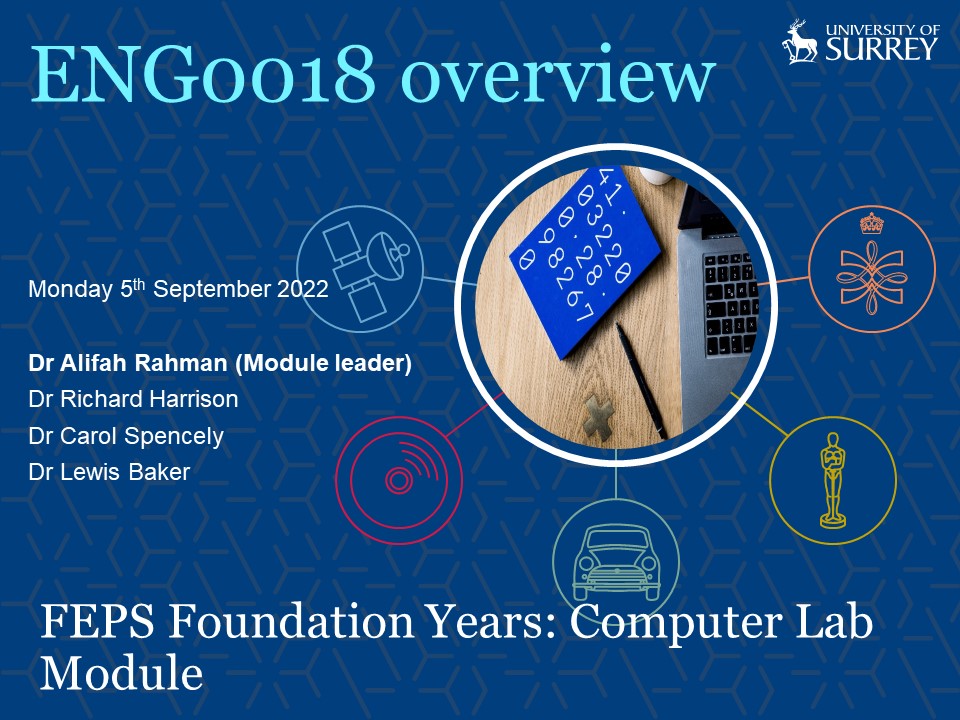 ENG0018 overview
UNIVERSITY OF
SURREY
Monday 5th September 2022
Dr Alifah Rahman (Module leader)
Dr Richard Harrison
Dr Carol Spencely
Dr Lewis Baker
FEPS Foundation Years: Computer Lab
Module